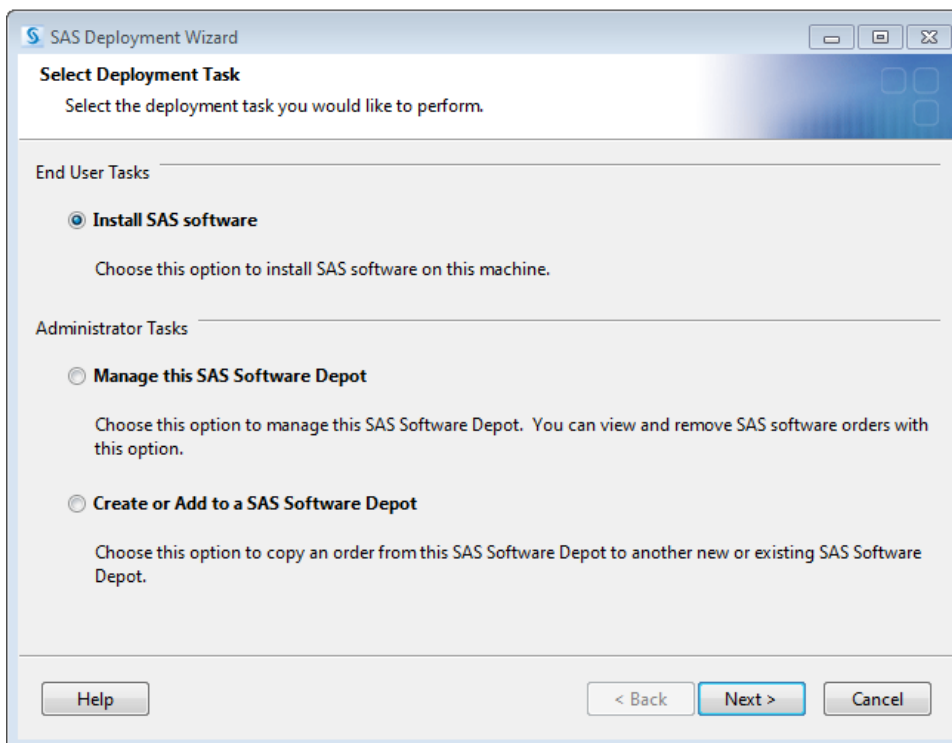 SAS Deployment Wizard
Select Deployment Task
Select the deployment task you would like to perform.
End User Tasks
Install SAS software
Choose this option to install SAS software on this machine.
Administrator Tasks
Manage this SAS Software Depot
Choose this option to manage this SAS Software Depot.  You can view and remove SAS software orders with
this option.
Create or Add to a SAS Software Depot
Choose this option to copy an order from this SAS Software Depot to another new or existing SAS Software
Depot.
Help
< Back
Next >
Cancel